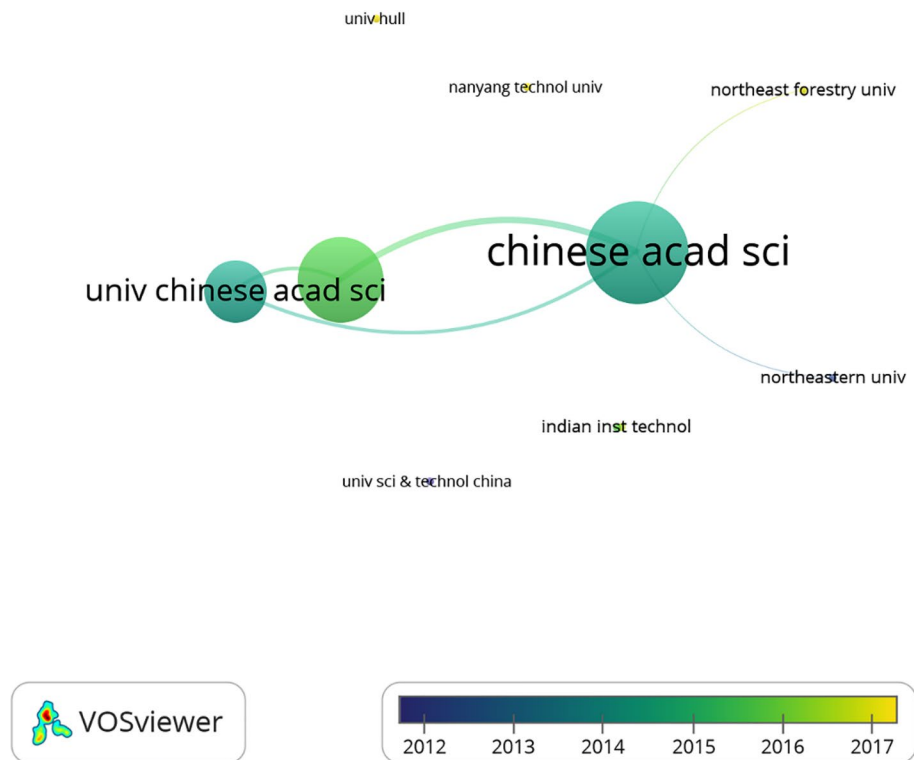 univ hull
nanyang technol univ
northeast forestry univ
chinese acad sci
univ chinese acad sci
northeastern univ
indian inst technol
univ sci & technol china
VOSviewer
2012 2013 2014 2015 2016 2017